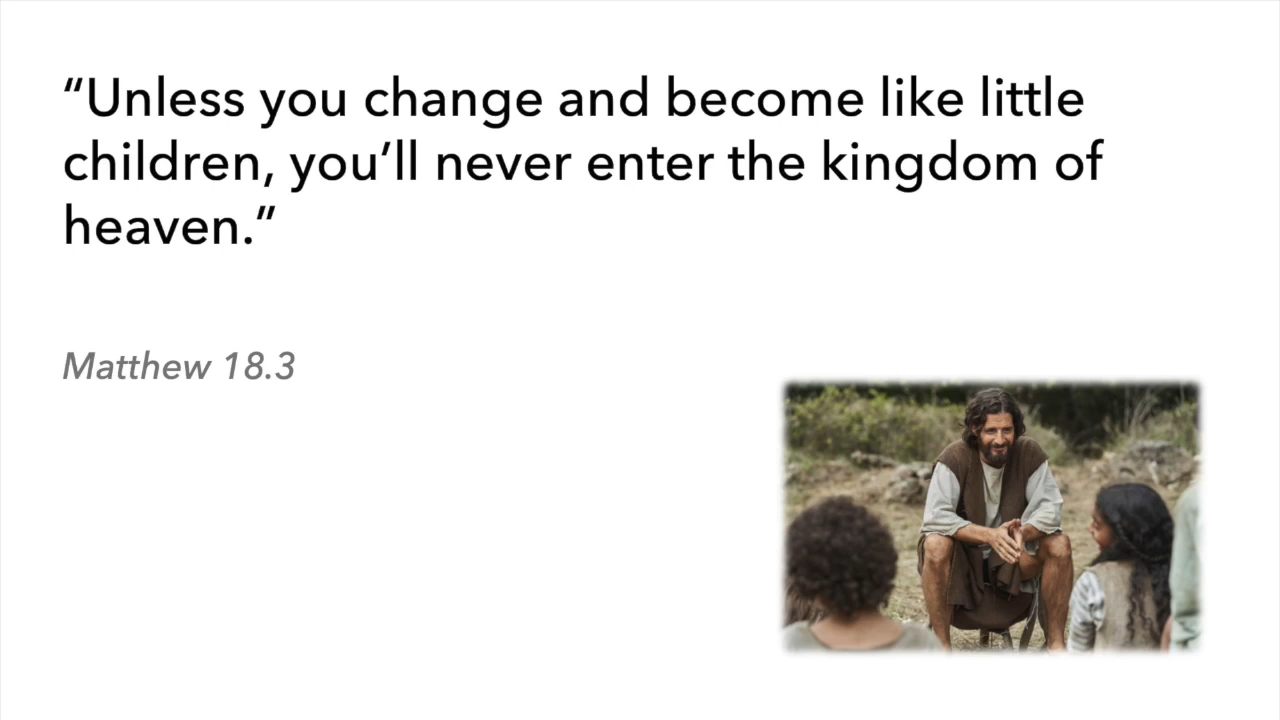 “Unless you change and become like little
children, you’ll never enter the kingdom of
heaven.”
Matthew 18.3